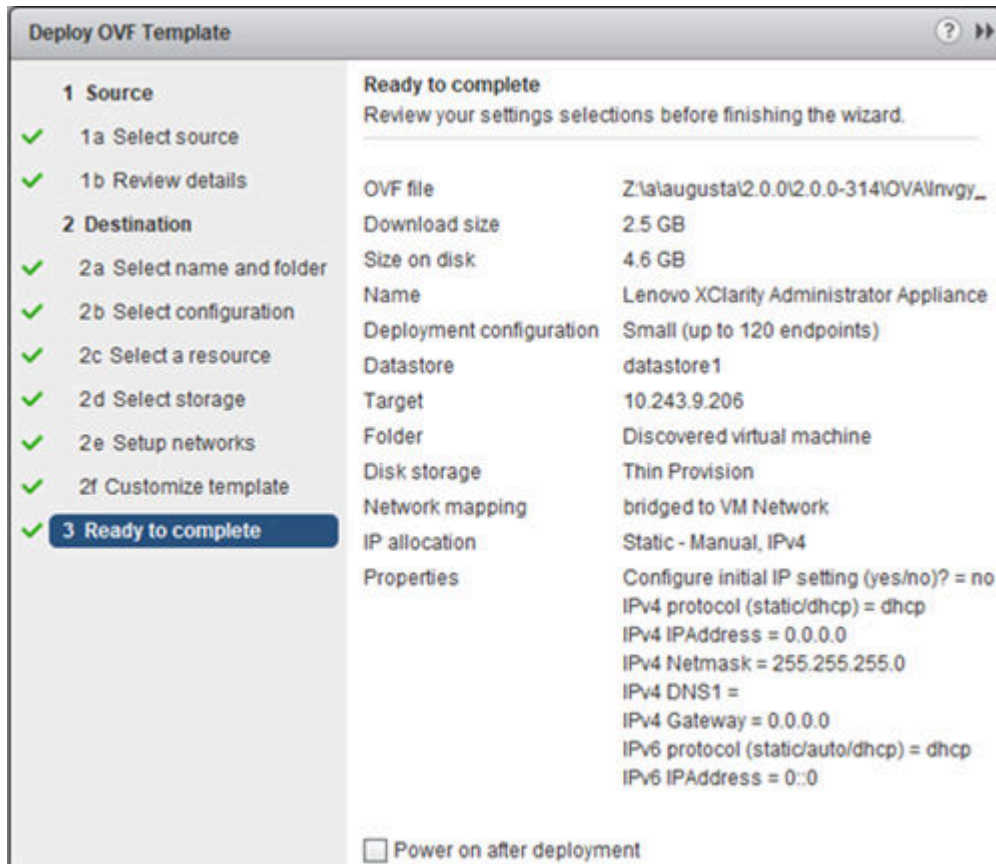 Deploy OVF Template
1 Source
1a Select source
1b Review details
2 Destination
2a Select name and folder
2b Select configuration
2c Select a resource
2d Select storage
2e Setup networks
2f Customize template
3 Ready to complete
Ready to complete
Review your settings selections before finishing the wizard.
OVF file Z:\a\augusta\2.0.0\2.0.0-314\OVA\lnvgy_
Download size 2.5 GB
Size on disk 4.6 GB
Name Lenovo XClarity Administrator Appliance
Deployment configuration Small (up to 120 endpoints)
Datastore datastore1
Target 10.243.9.206
Folder Discovered virtual machine
Disk storage Thin Provision
Network mapping bridged to VM Network
IP allocation Static - Manual, IPv4
Properties Configure initial IP setting (yes/no)? = no
IPv4 protocol (static/dhcp) = dhcp
IPv4 IPAddress = 0.0.0.0
IPv4 Netmask = 255.255.255.0
IPv4 DNS1 =
IPv4 Gateway = 0.0.0.0
IPv6 protocol (static/auto/dhcp) = dhcp
IPv6 IPAddress = 0::0
Power on after deployment